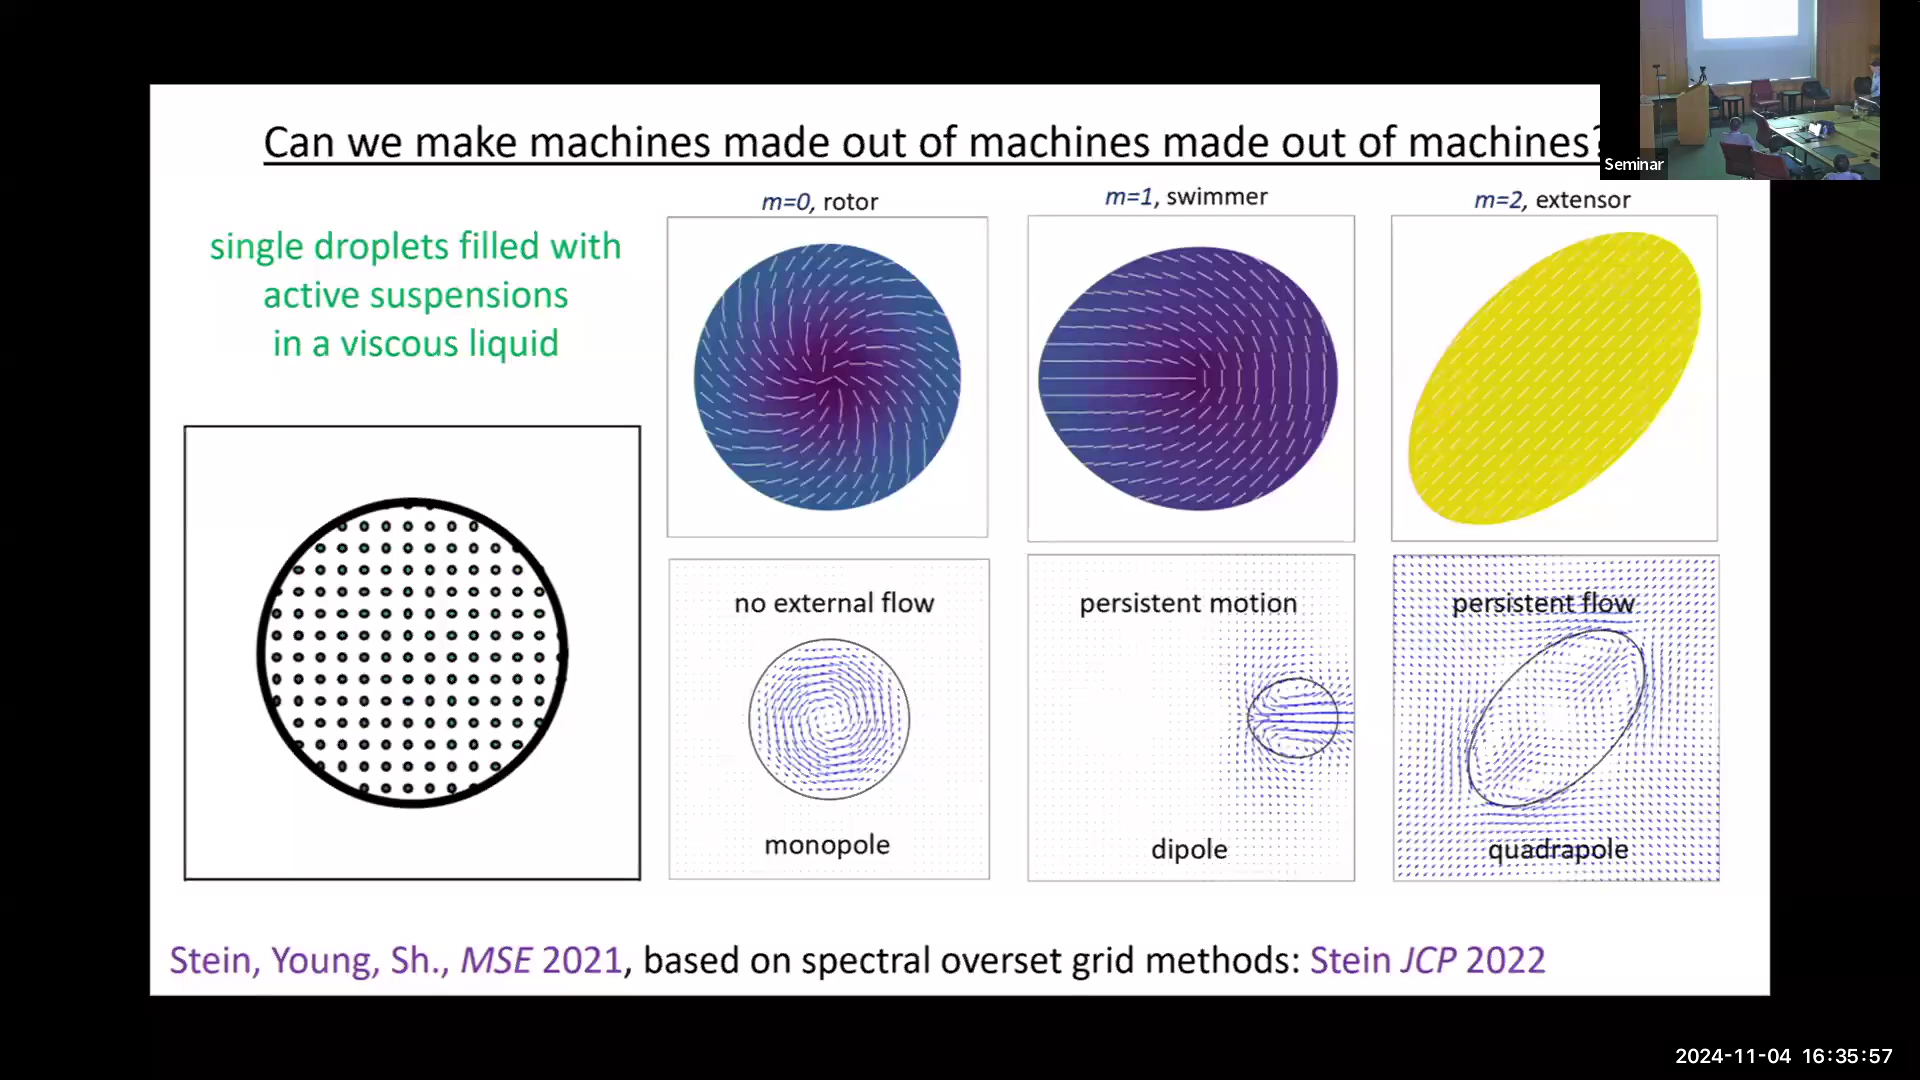 Can we make machines made out of machines made out of machines?
Seminar
single droplets filled with
active suspensions
in a viscous liquid
m=0, rotor
m=1, swimmer
m=2, extensor
no external flow
persistent motion
persistent flow
monopole
dipole
quadrapole
Stein, Young, Sh., MSE 2021, based on spectral overset grid methods: Stein JCP 2022
2024-11-04 16:35:57